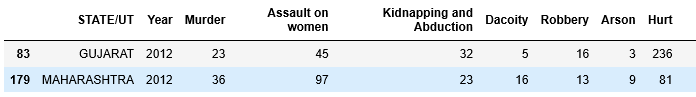 STATE/UT Year Murder Assault on women Kidnapping and Abduction Dacoity Robbery Arson Hurt
83 GUJARAT 2012 23 45 32 5 16 3 236
179 MAHARASHTRA 2012 36 97 23 16 13 9 81